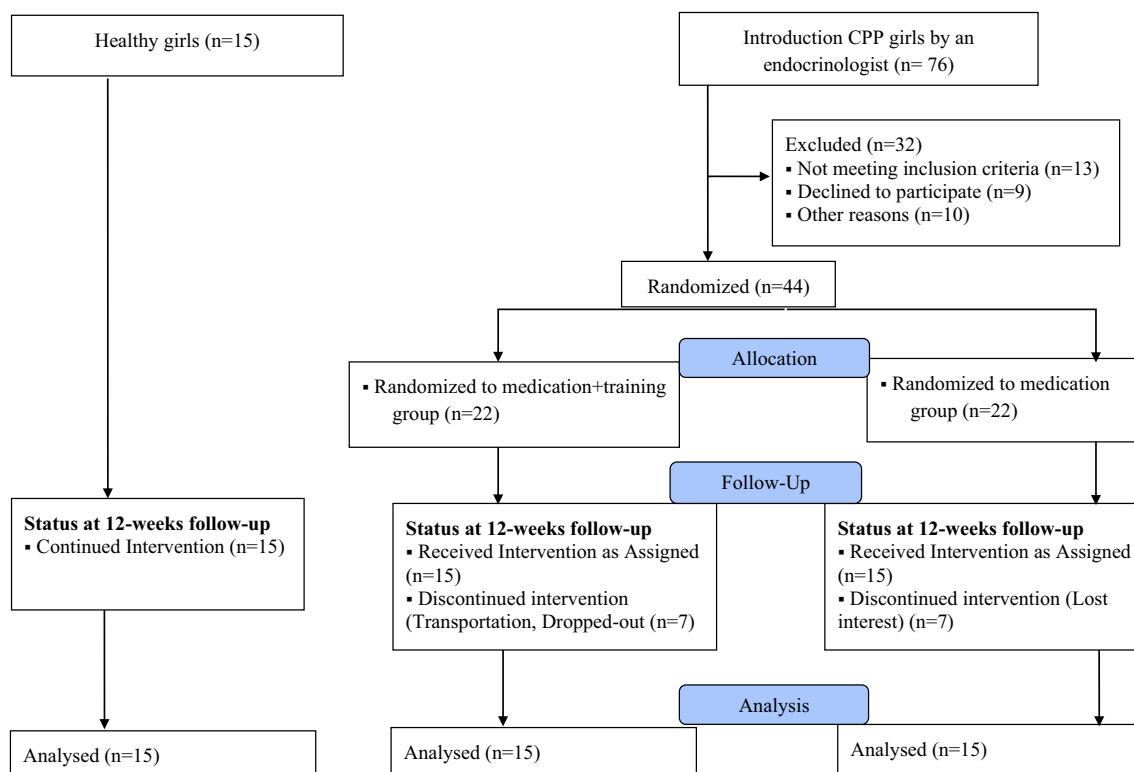 Healthy girls (n=15)
Introduction CPP girls by an
endocrinologist (n= 76)
Excluded (n=32)
▪ Not meeting inclusion criteria (n=13)
▪ Declined to participate (n=9)
▪ Other reasons (n=10)
Randomized (n=44)
Allocation
▪ Randomized to medication+training
group (n=22)
▪ Randomized to medication
group (n=22)
Follow-Up
Status at 12-weeks follow-up
▪ Continued Intervention (n=15)
Status at 12-weeks follow-up
▪ Received Intervention as Assigned
(n=15)
▪ Discontinued intervention
(Transportation, Dropped-out (n=7)
Status at 12-weeks follow-up
▪ Received Intervention as Assigned
(n=15)
▪ Discontinued intervention (Lost
interest) (n=7)
Analysis
Analysed (n=15)
Analysed (n=15)
Analysed (n=15)